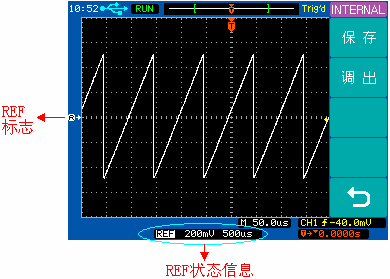 10:52 RUN Trig'd INTERNAL
保存
调出
REF
标志
R
T
M 50.0us CH1 -40.0mV
REF 200mV 500us 0.0000s
REF状态信息